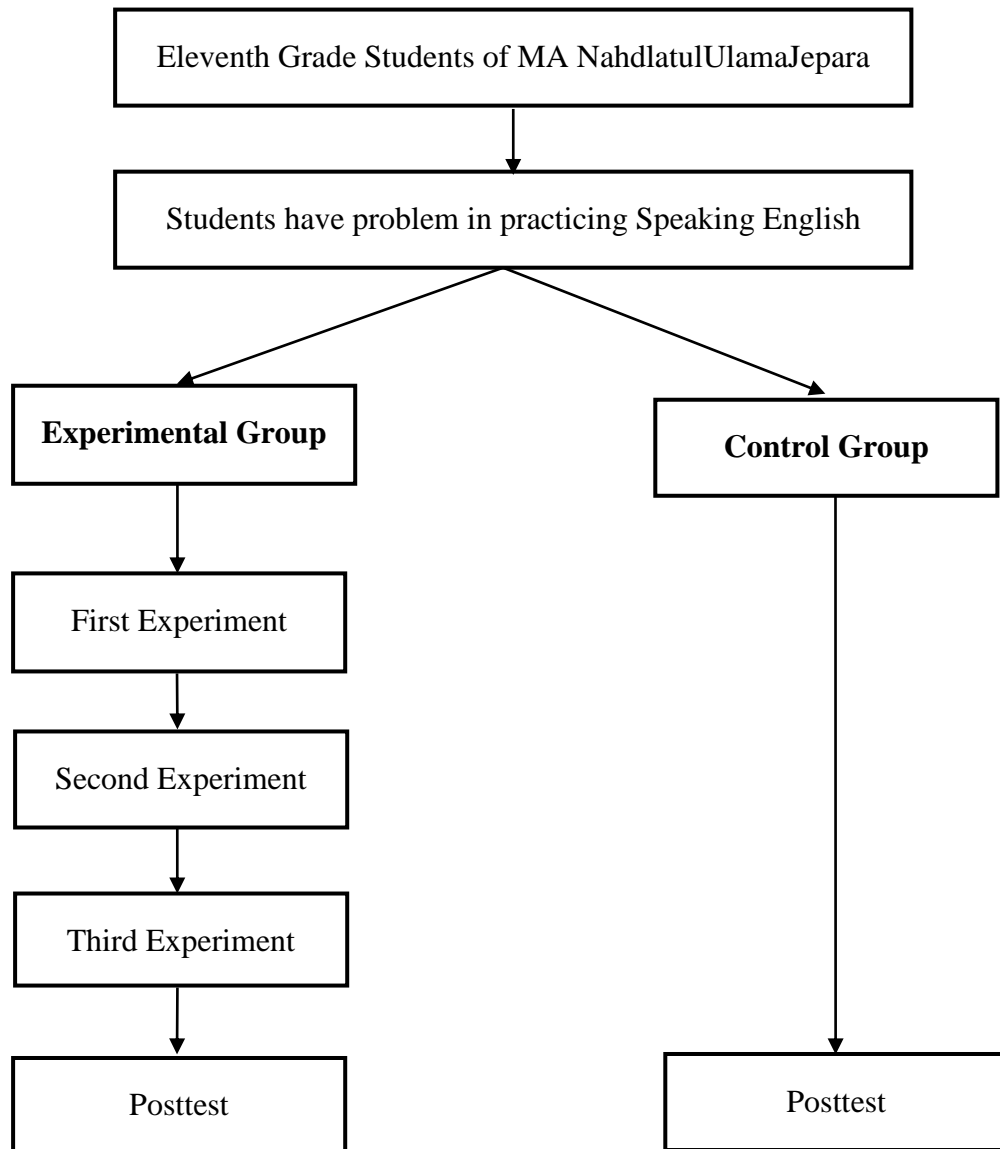 Eleventh Grade Students of MA NahdlatulUlamaJepara
Students have problem in practicing Speaking English
Experimental Group
Control Group
First Experiment
Second Experiment
Third Experiment
Posttest
Posttest